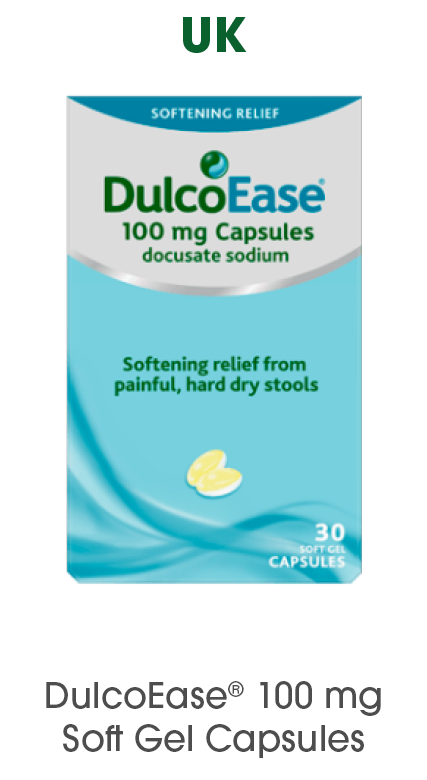 UK
SOFTENING RELIEF
DulcoEase®
100 mg Capsules
docusate sodium
Softening relief from
painful, hard dry stools
30
SOFT GEL
CAPSULES
DulcoEase® 100 mg
Soft Gel Capsules